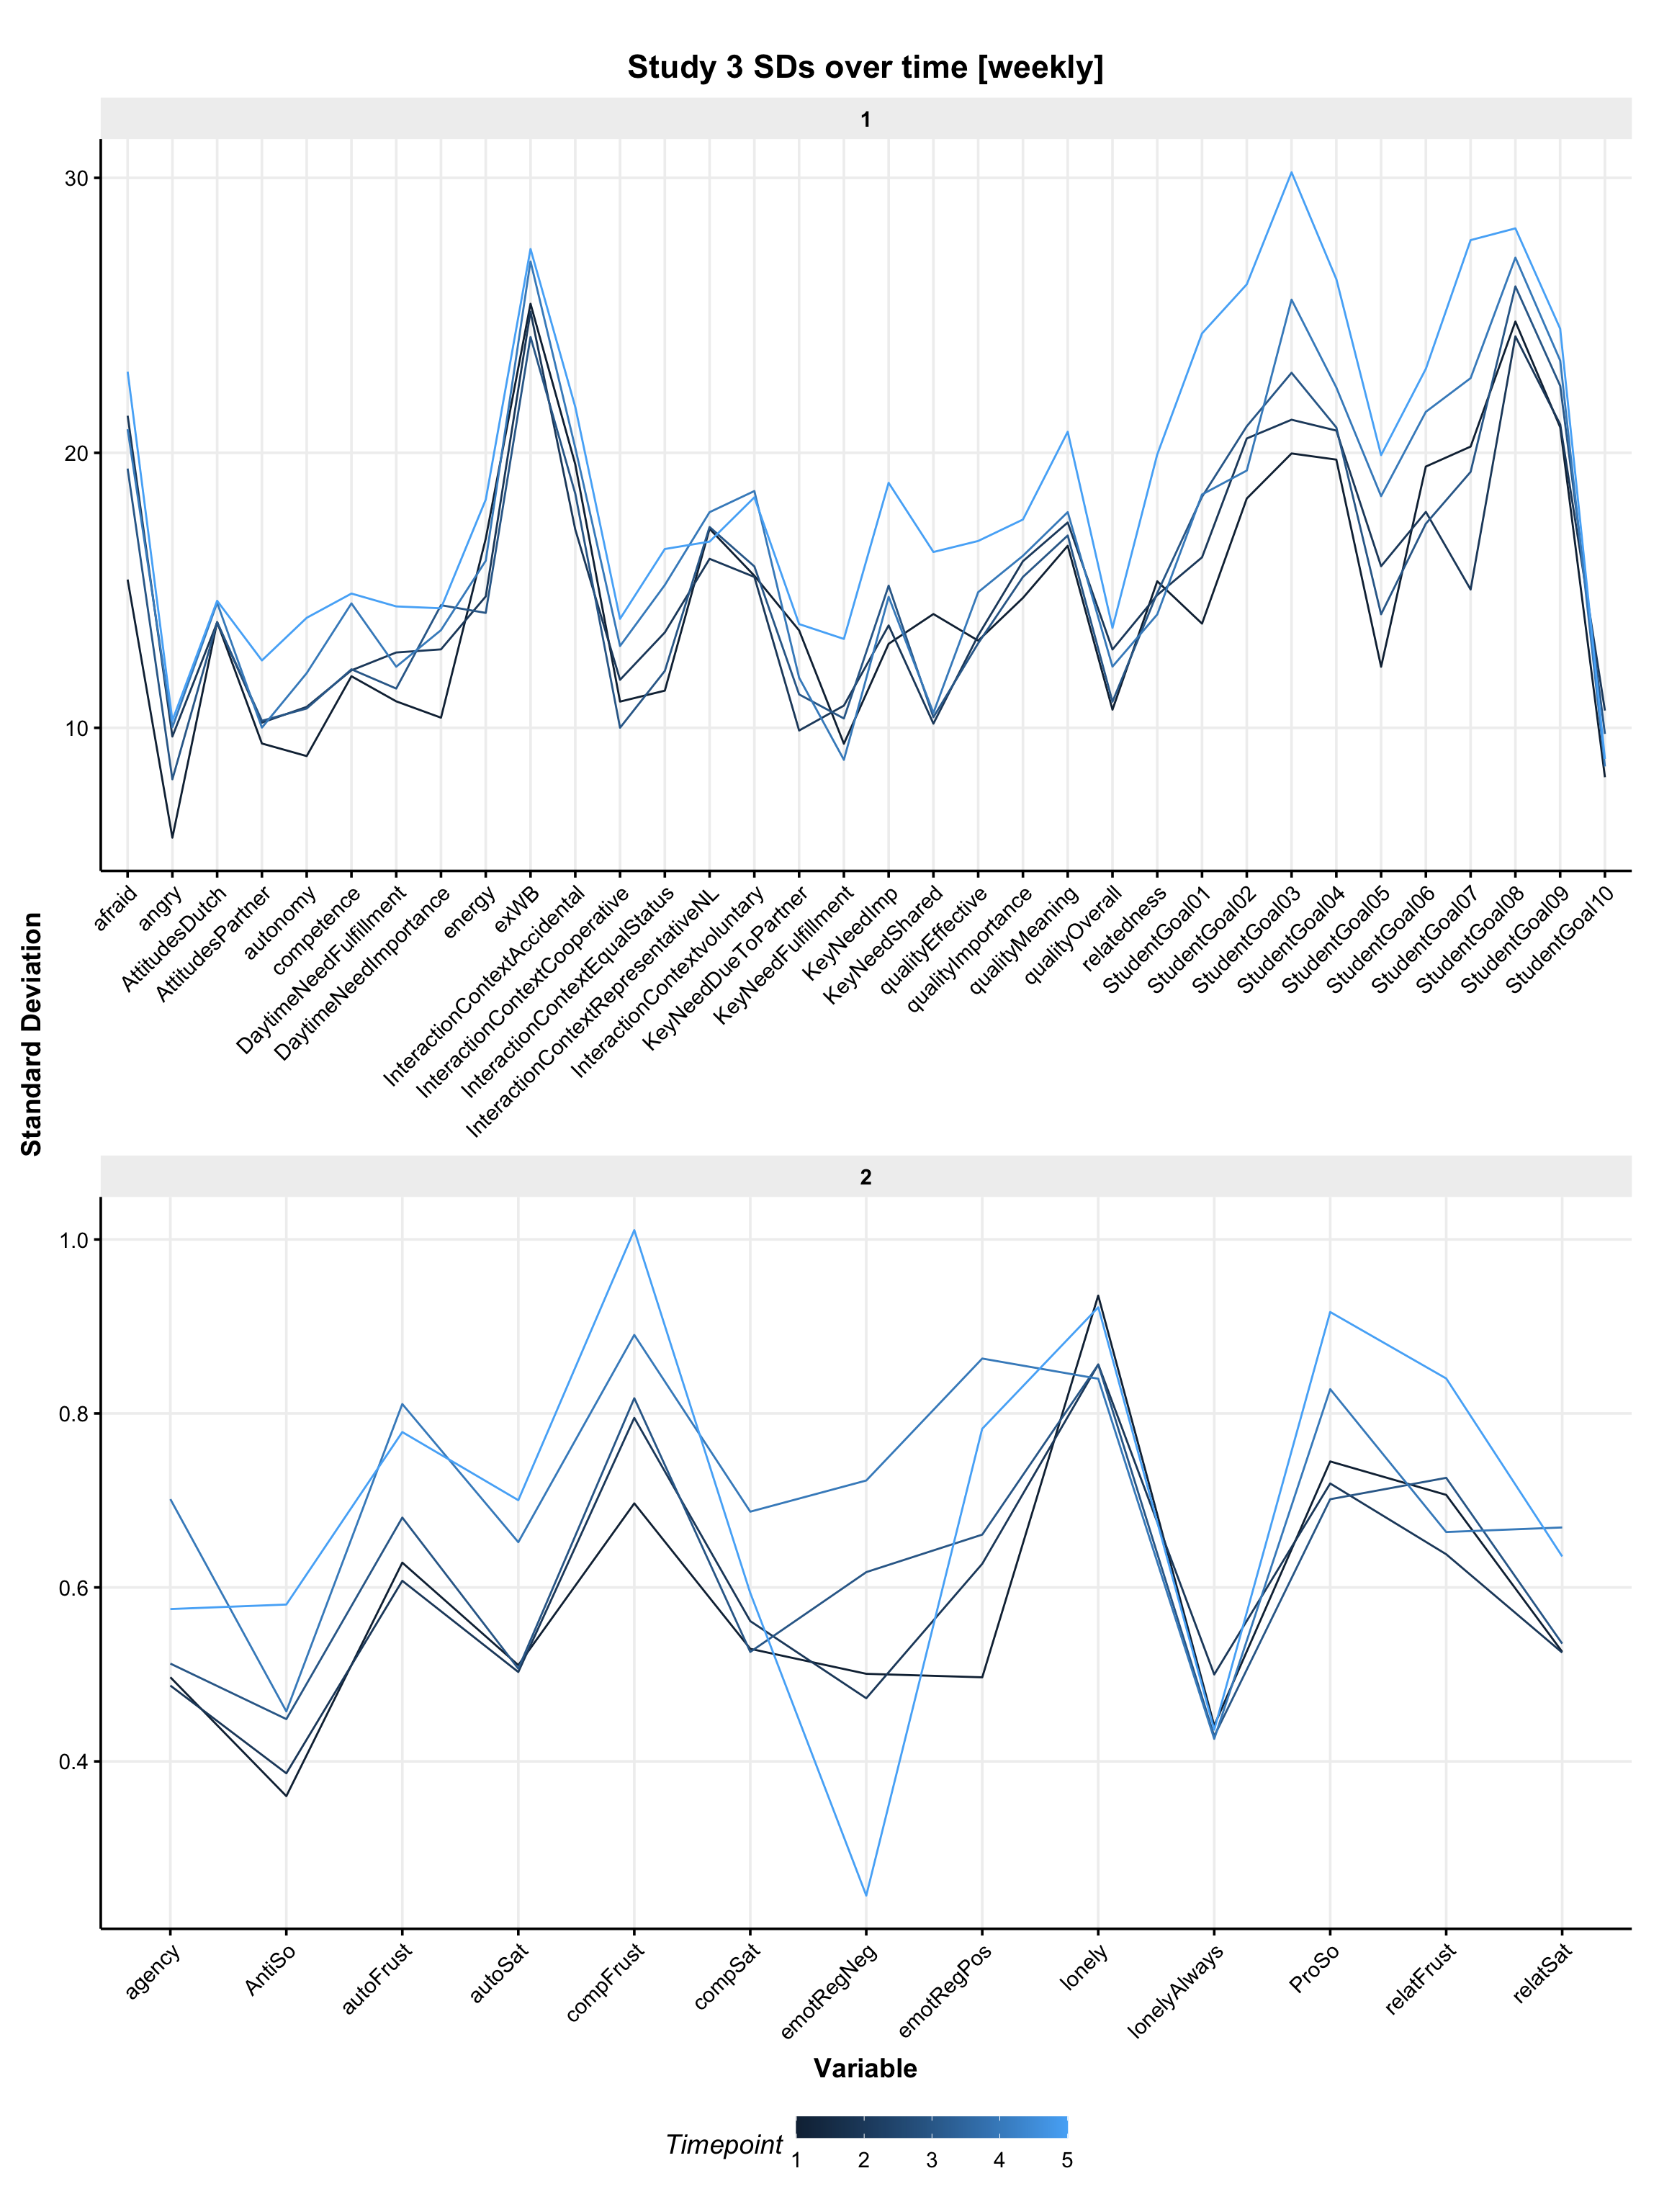 Study 3 SDs over time [weekly]
1
30
20
10
afraid
angry
AttitudesDutch
AttitudesPartner
autonomy
competence
DaytimeNeedFulfillment
DaytimeNeedImportance
energy
exWB
InteractionContextAccidental
InteractionContextCooperative
InteractionContextEqualStatus
InteractionContextRepresentativeNL
InteractionContextvoluntary
KeyNeedDueToPartner
KeyNeedFulfillment
KeyNeedImp
KeyNeedShared
qualityEffective
qualityImportance
qualityMeaning
qualityOverall
relatedness
StudentGoal01
StudentGoal02
StudentGoal03
StudentGoal04
StudentGoal05
StudentGoal06
StudentGoal07
StudentGoal08
StudentGoal09
StudentGoal10
Standard Deviation
2
1.0
0.8
0.6
0.4
agency
AntiSo
autoFrust
autoSat
compFrust
compSat
emotRegNeg
emotRegPos
lonely
lonelyAlways
ProSo
relatFrust
relatSat
Variable
Timepoint
1 2 3 4 5